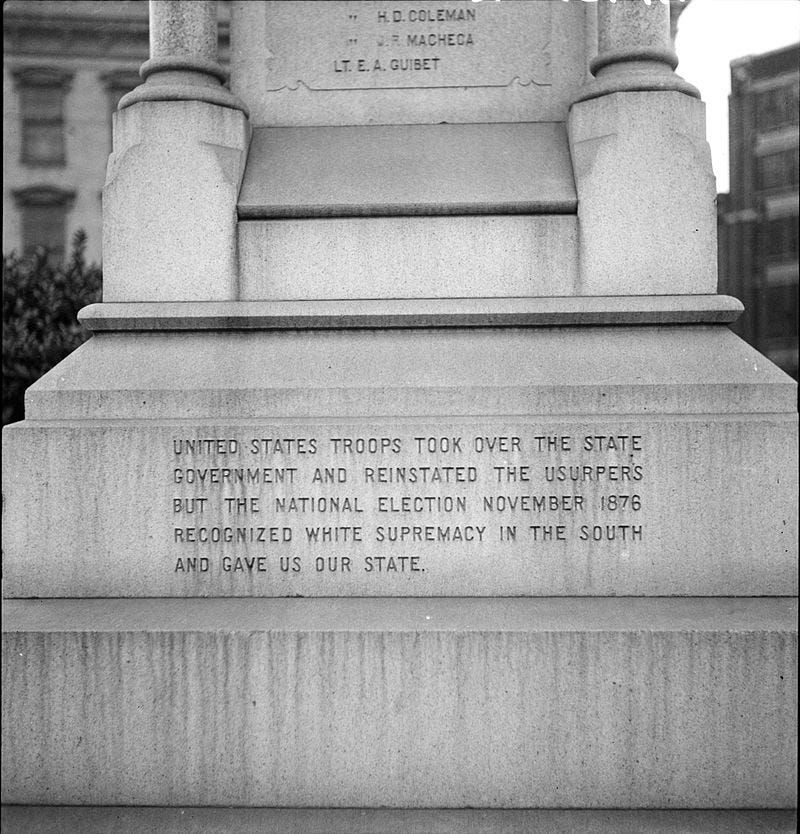 " H. D. COLEMAN
" J. P. MACHECA
LT. E. A. GUIBET
UNITED STATES TROOPS TOOK OVER THE STATE
GOVERNMENT AND REINSTATED THE USURPERS
BUT THE NATIONAL ELECTION NOVEMBER 1876
RECOGNIZED WHITE SUPREMACY IN THE SOUTH
AND GAVE US OUR STATE.